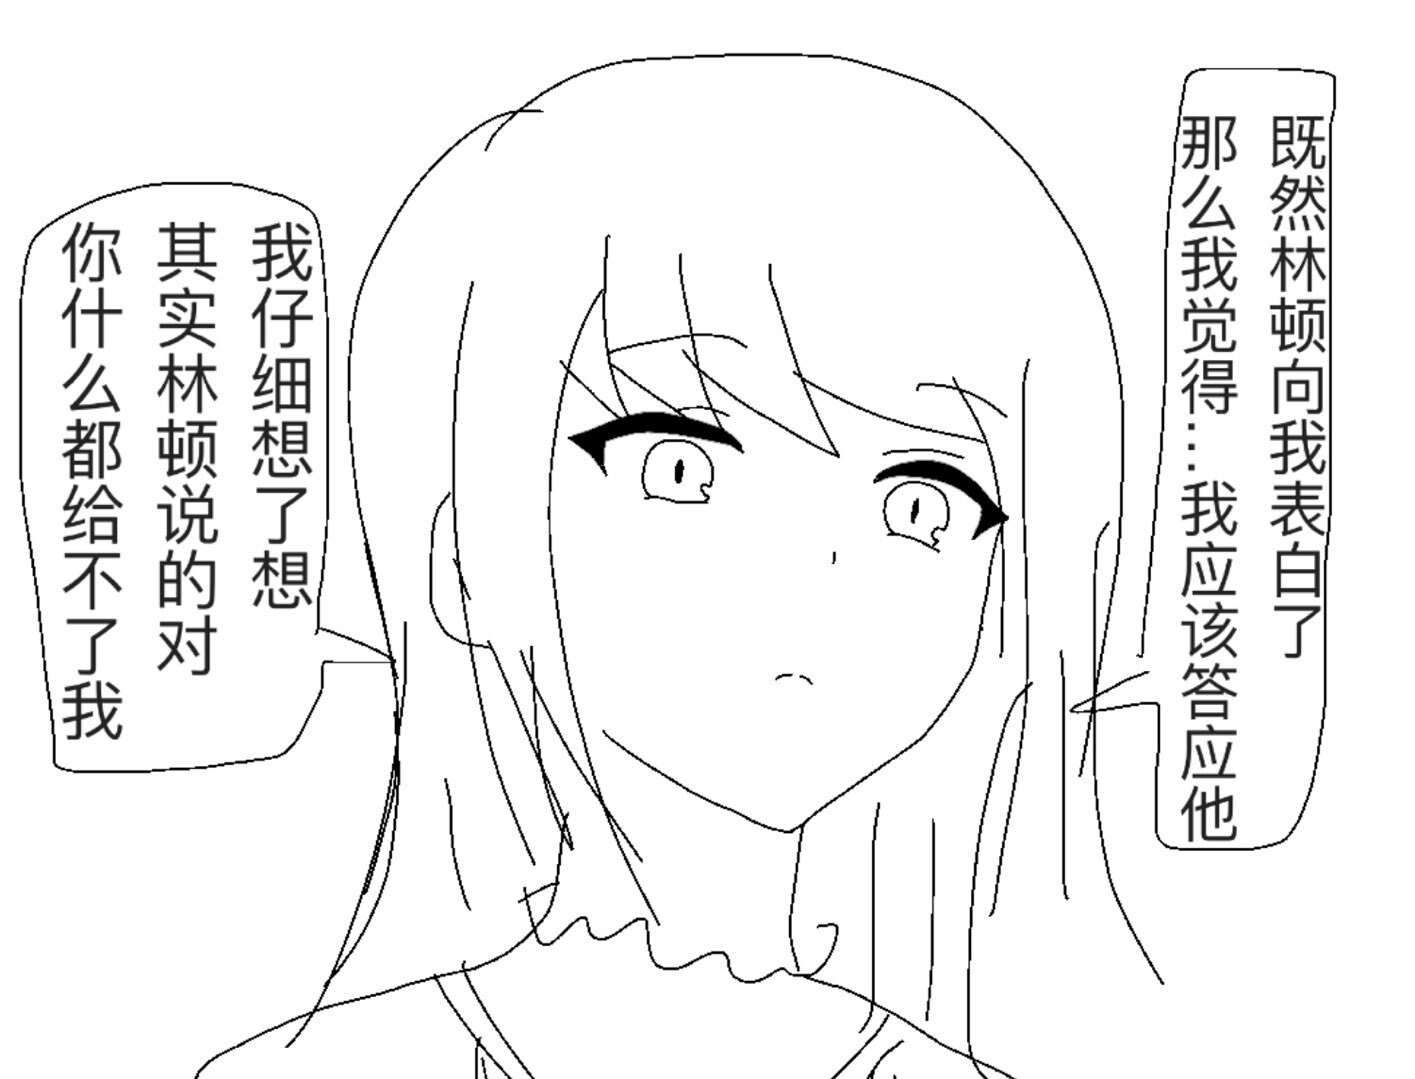 既然林顿向我表白了
那么我觉得…我应该答应他
我仔细想了想
其实林顿说的对
你什么都给不了我